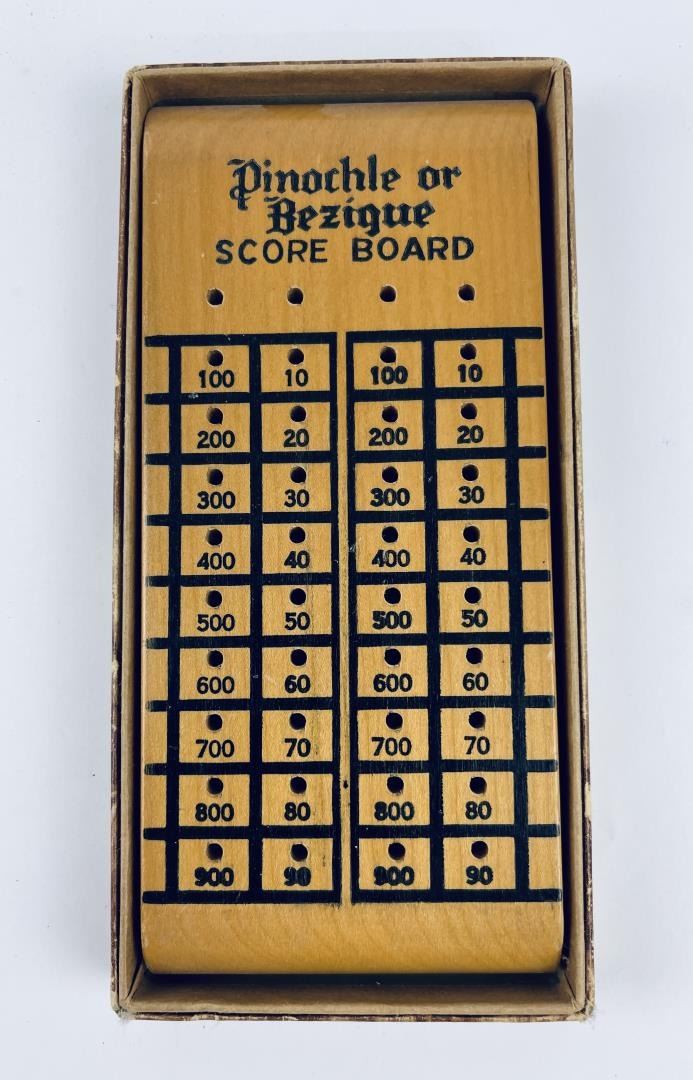 Pinochle or
Bezique
SCORE BOARD
100 10 100 10
200 20 200 20
300 30 300 30
400 40 400 40
500 50 500 50
600 60 600 60
700 70 700 70
800 80 800 80
900 90 900 90